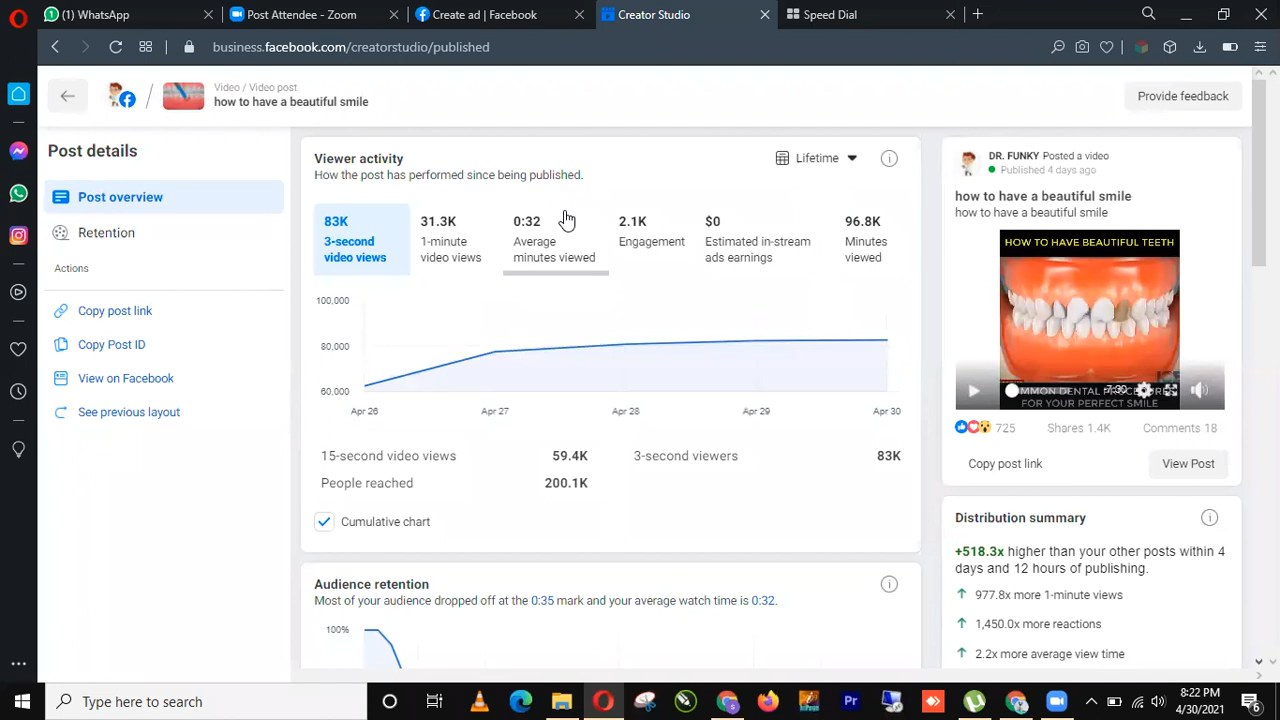 (1) WhatsApp
Post Attendee - Zoom
Create ad | Facebook
Creator Studio
Speed Dial
business.facebook.com/creatorstudio/published
Video / Video post
how to have a beautiful smile
Provide feedback
Post details
Post overview
Retention
Actions
Copy post link
Copy Post ID
View on Facebook
See previous layout
Viewer activity
Lifetime
How the post has performed since being published.
83K
3-second
video views
31.3K
1-minute
video views
0:32
Average
minutes viewed
2.1K
Engagement
$0
Estimated in-stream
ads earnings
96.8K
Minutes
viewed
100,000
80,000
60,000
Apr 26
Apr 27
Apr 28
Apr 29
Apr 30
15-second video views 59.4K
3-second viewers 83K
People reached 200.1K
Cumulative chart
Audience retention
Most of your audience dropped off at the 0:35 mark and your average watch time is 0:32.
100%
DR. FUNKY Posted a video
Published 4 days ago
how to have a beautiful smile
how to have a beautiful smile
HOW TO HAVE BEAUTIFUL TEETH
-7:30
FOR YOUR PERFECT SMILE
725
Shares 1.4K
Comments 18
Copy post link
View Post
Distribution summary
+518.3x higher than your other posts within 4
days and 12 hours of publishing.
977.8x more 1-minute views
1,450.0x more reactions
2.2x more average view time
Type here to search
Pr
8:22 PM
4/30/2021
6